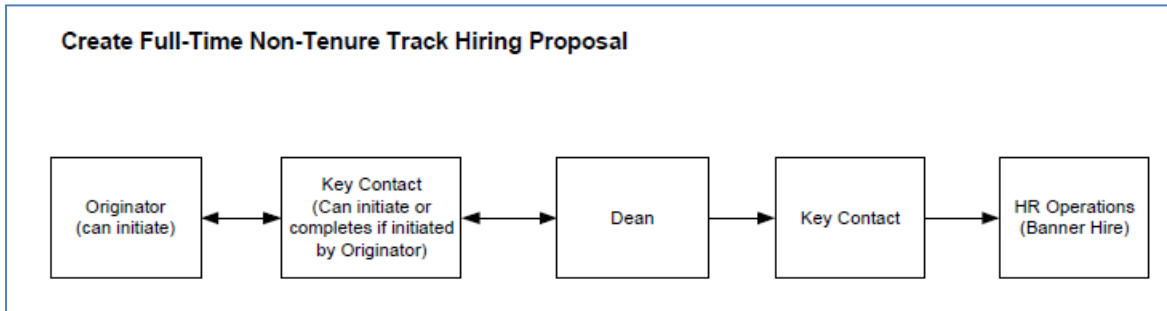 Create Full-Time Non-Tenure Track Hiring Proposal
Originator
(can initiate)
Key Contact
(Can initiate or
completes if initiated
by Originator)
Dean
Key Contact
HR Operations
(Banner Hire)